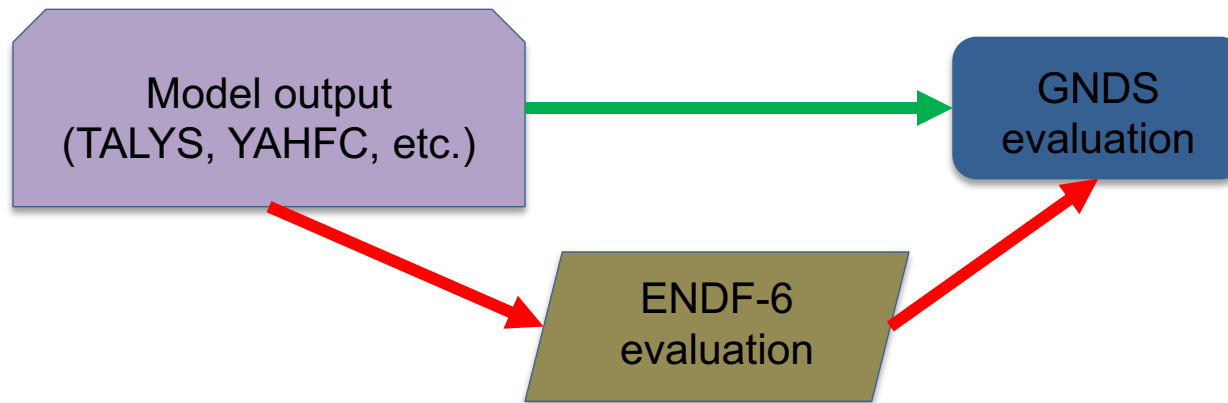 Model output
(TALYS, YAHFC, etc.)
GNDS
evaluation
ENDF-6
evaluation